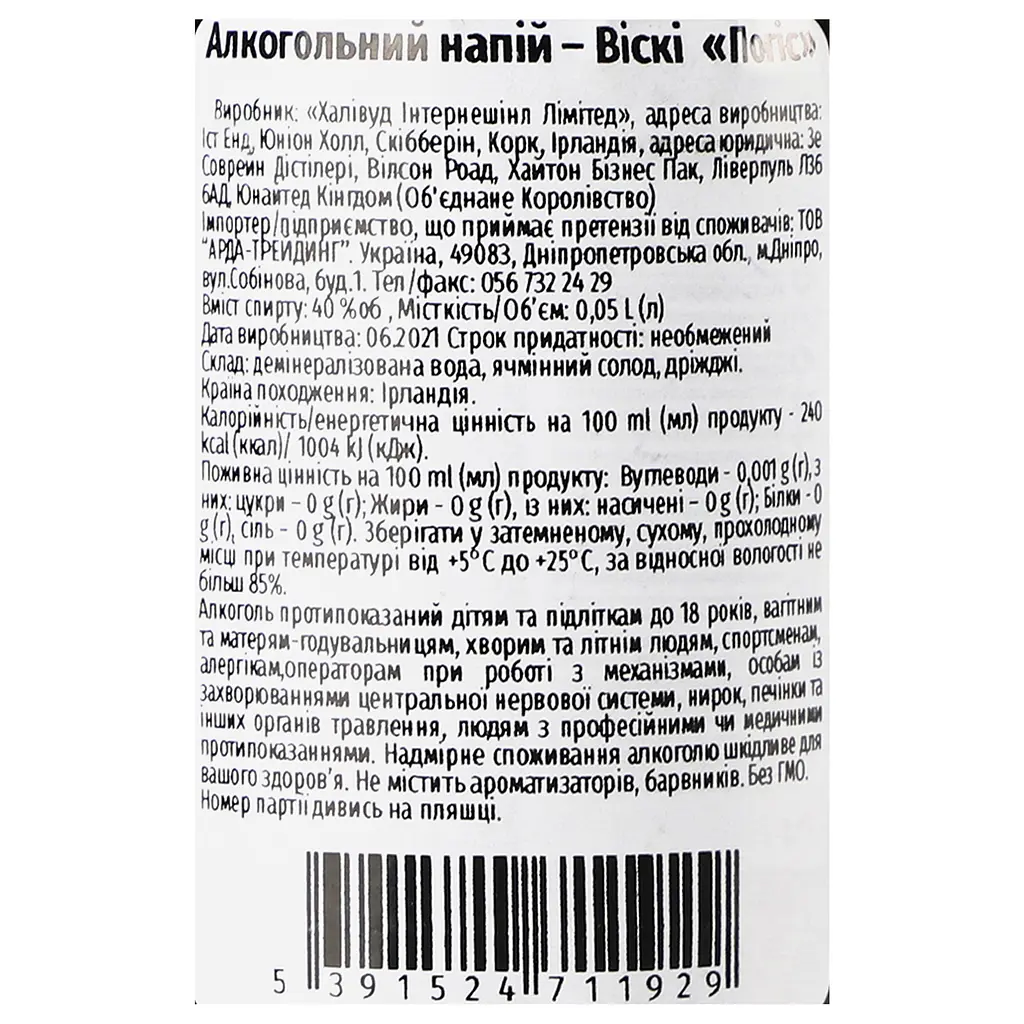 Алкогольний напій – Віскі «Погіс»
Виробник: «Халівуд Інтернешінл Лімітед», адреса виробництва:
Іст Енд, Юніон Холл, Скібберін, Корк, Ірландія, адреса юридична: Зе
Соврейн Дістілері, Вілсон Роад, Хайтон Бізнес Пак, Ліверпуль Л36
6АД, Юнайтед Кінгдом (Об'єднане Королівство)
Імпортер/підприємство, що приймає претензії від споживачів: ТОВ
"АРДА-ТРЕЙДИНГ". Україна, 49083, Дніпропетровська обл., м.Дніпро,
вул.Собінова, буд.1. Тел/факс: 056 732 24 29
Вміст спирту: 40 %об , Місткість/Об'єм: 0,05 L (л)
Дата виробництва: 06.2021 Строк придатності: необмежений
Склад: демінералізована вода, ячмінний солод, дріжджі.
Країна походження: Ірландія.
Калорійність/енергетична цінність на 100 ml (мл) продукту - 240
kcal (ккал)/ 1004 kJ (кДж).
Поживна цінність на 100 ml (мл) продукту: Вуглеводи - 0,001 g (г), з
них: цукри – 0 g (г); Жири - 0 g (г), із них: насичені – 0 g (г); Білки - 0
g (г), сіль - 0 g (г). Зберігати у затемненому, сухому, прохолодному
місці при температурі від +5°C до +25°C, за відносної вологості не
більш 85%.
Алкоголь протипоказаний дітям та підліткам до 18 років, вагітним
та матерям-годувальницям, хворим та літнім людям, спортсменам,
алергікам,операторам при роботі з механізмами, особам із
захворюваннями центральної нервової системи, нирок, печінки та
інших органів травлення, людям з професійними чи медичними
протипоказаннями. Надмірне споживання алкоголю шкідливе для
вашого здоров'я. Не містить ароматизаторів, барвників. Без ГМО.
Номер партії дивись на пляшці.
5 391524 711929